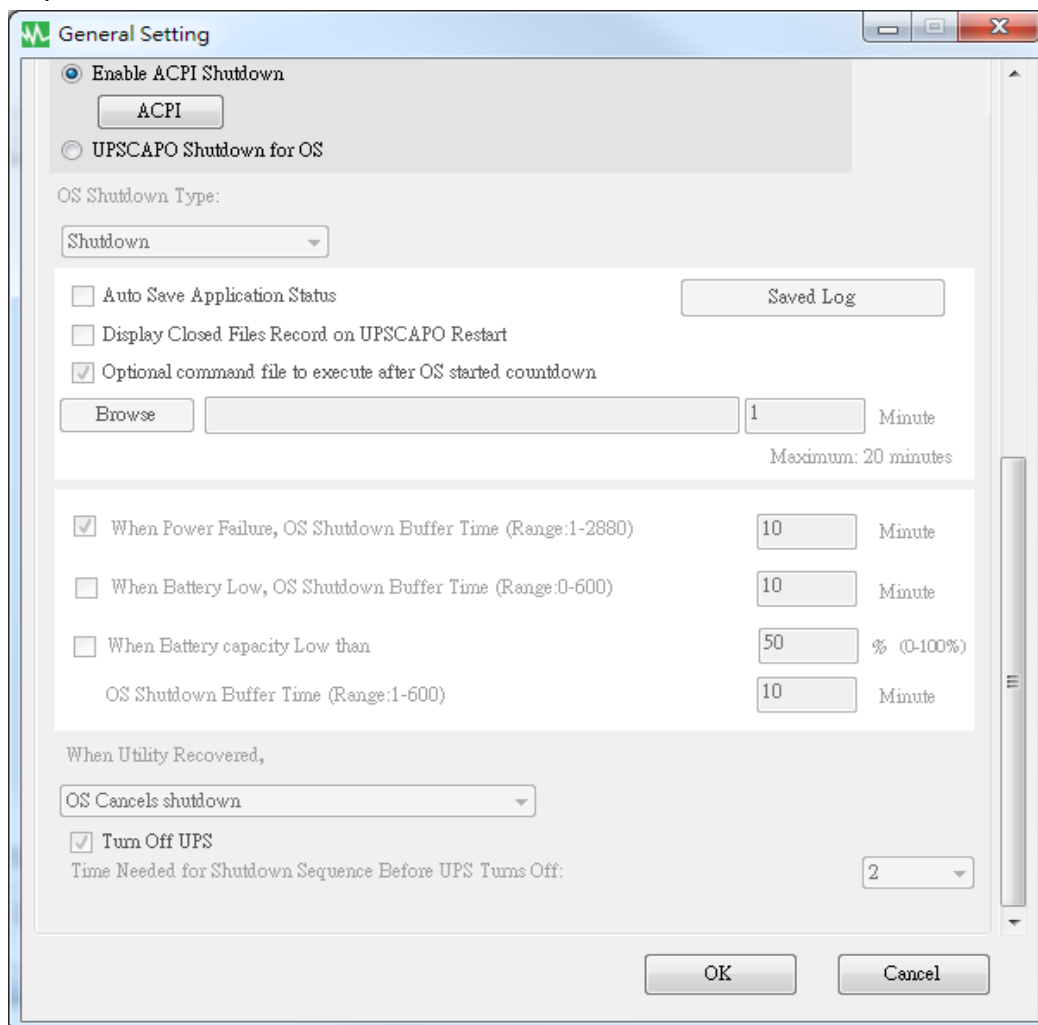 General Setting
Enable ACPI Shutdown
ACPI
UPSCAPO Shutdown for OS
OS Shutdown Type:
Shutdown
Auto Save Application Status
Saved Log
Display Closed Files Record on UPSCAPO Restart
Optional command file to execute after OS started countdown
Browse 1 Minute
Maximum: 20 minutes
When Power Failure, OS Shutdown Buffer Time (Range:1-2880) 10 Minute
When Battery Low, OS Shutdown Buffer Time (Range:0-600) 10 Minute
When Battery capacity Low than 50 % (0-100%)
OS Shutdown Buffer Time (Range:1-600) 10 Minute
When Utility Recovered,
OS Cancels shutdown
Turn Off UPS
Time Needed for Shutdown Sequence Before UPS Turns Off: 2
OK Cancel